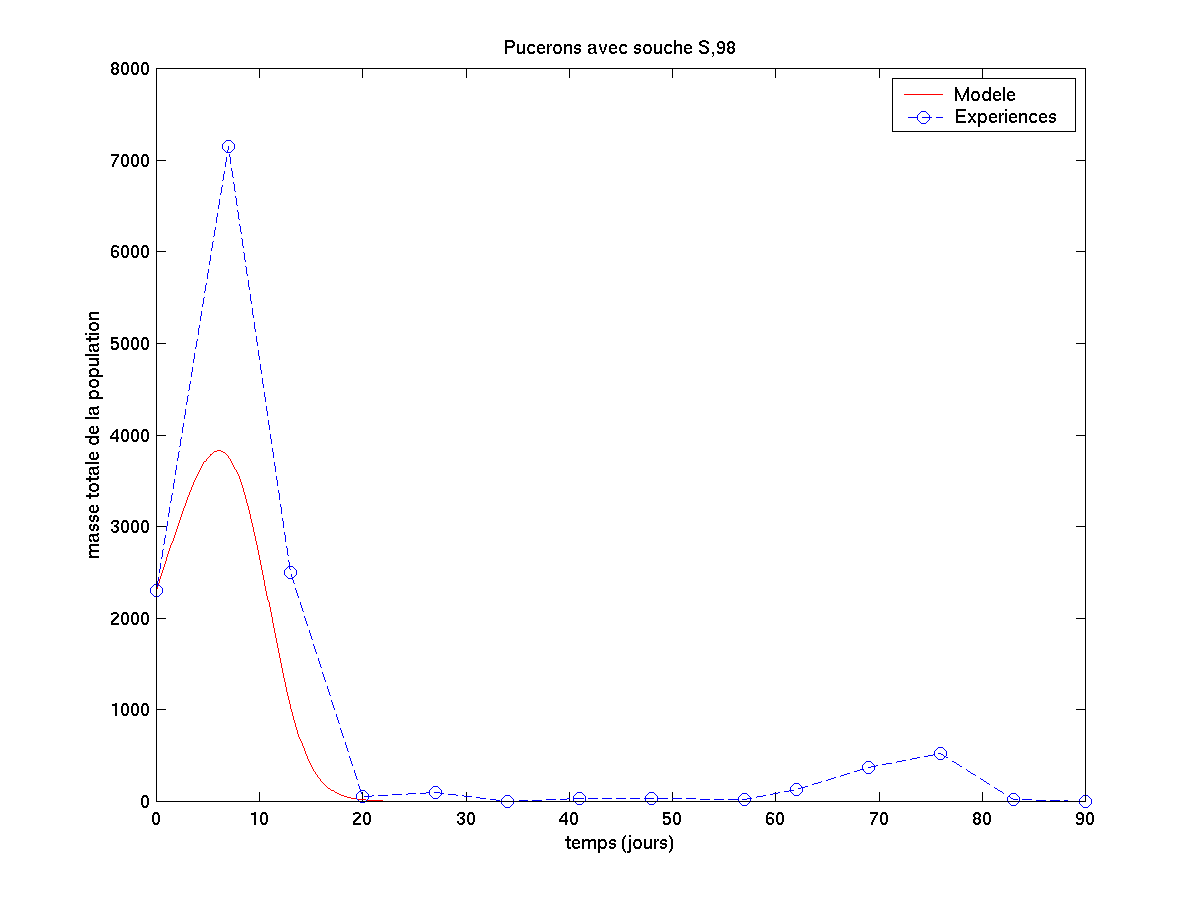 Pucerons avec souche S,98
8000
7000
6000
5000
4000
3000
2000
1000
0
masse totale de la population
Modele
Experiences
0 10 20 30 40 50 60 70 80 90
temps (jours)